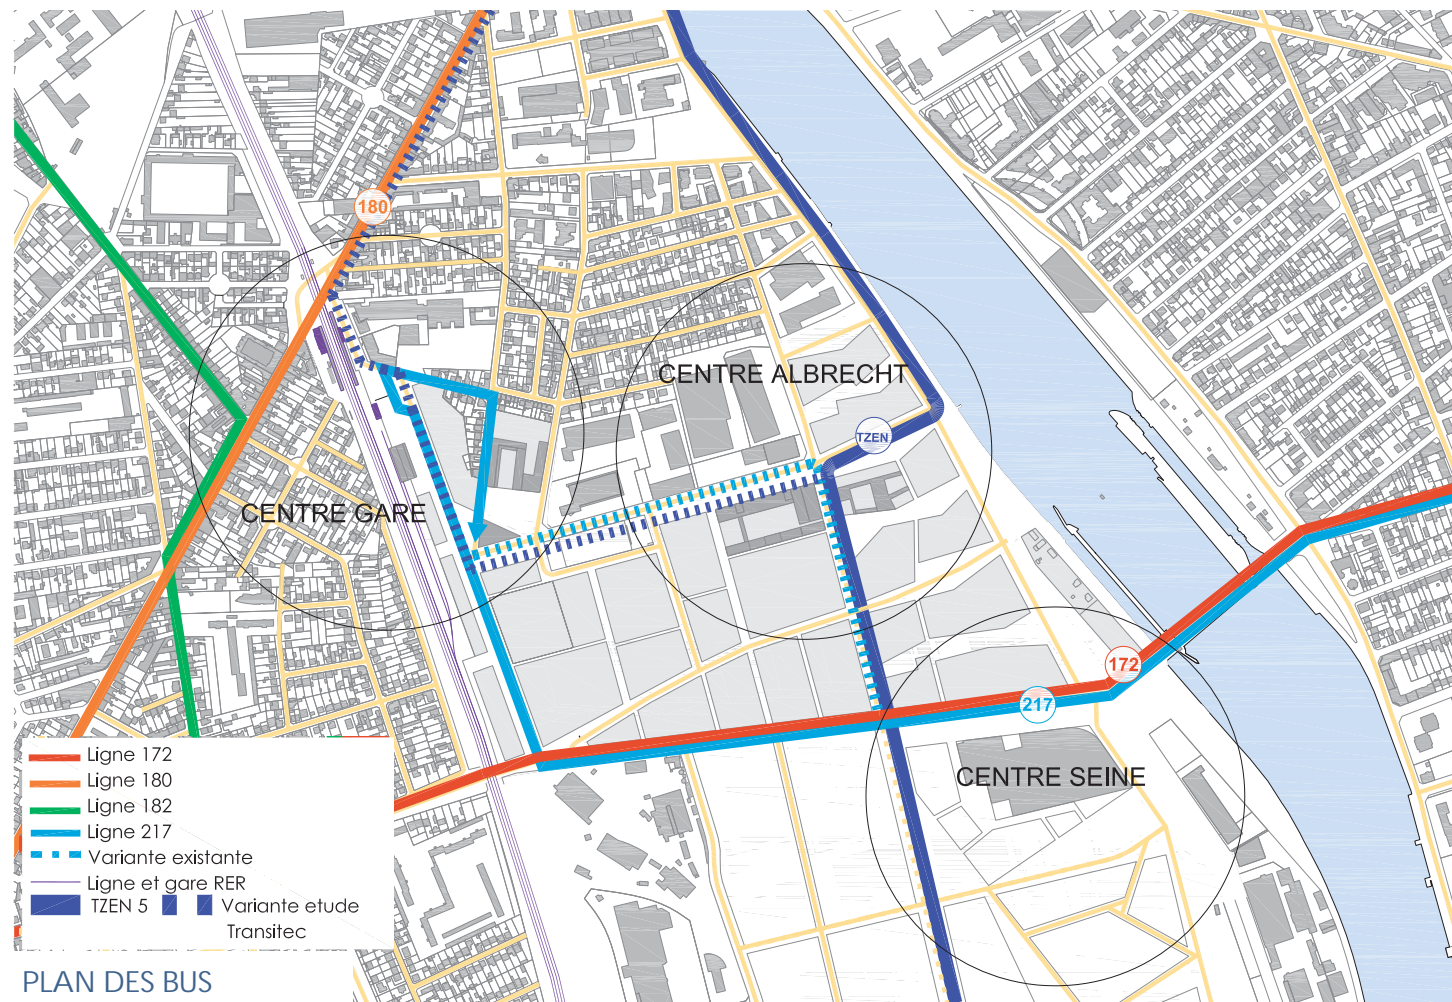 180
CENTRE ALBRECHT
TZEN
CENTRE GARE
172
217
CENTRE SEINE
Ligne 172
Ligne 180
Ligne 182
Ligne 217
Variante existante
Ligne et gare RER
TZEN 5 Variante etude
Transitec
PLAN DES BUS